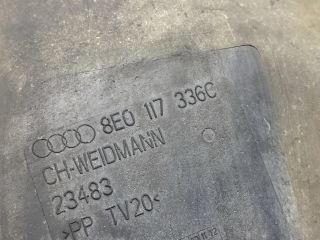 8E0 117 336C
CH-WEIDMANN
23483
>PP TV20<